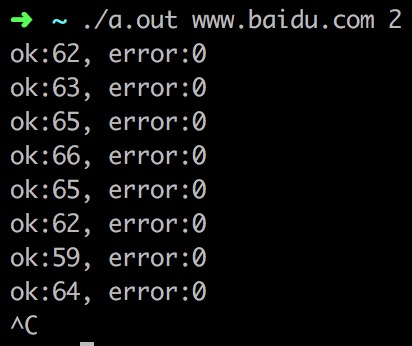 ➜ ~ ./a.out www.baidu.com 2
ok:62, error:0
ok:63, error:0
ok:65, error:0
ok:66, error:0
ok:65, error:0
ok:62, error:0
ok:59, error:0
ok:64, error:0
^C